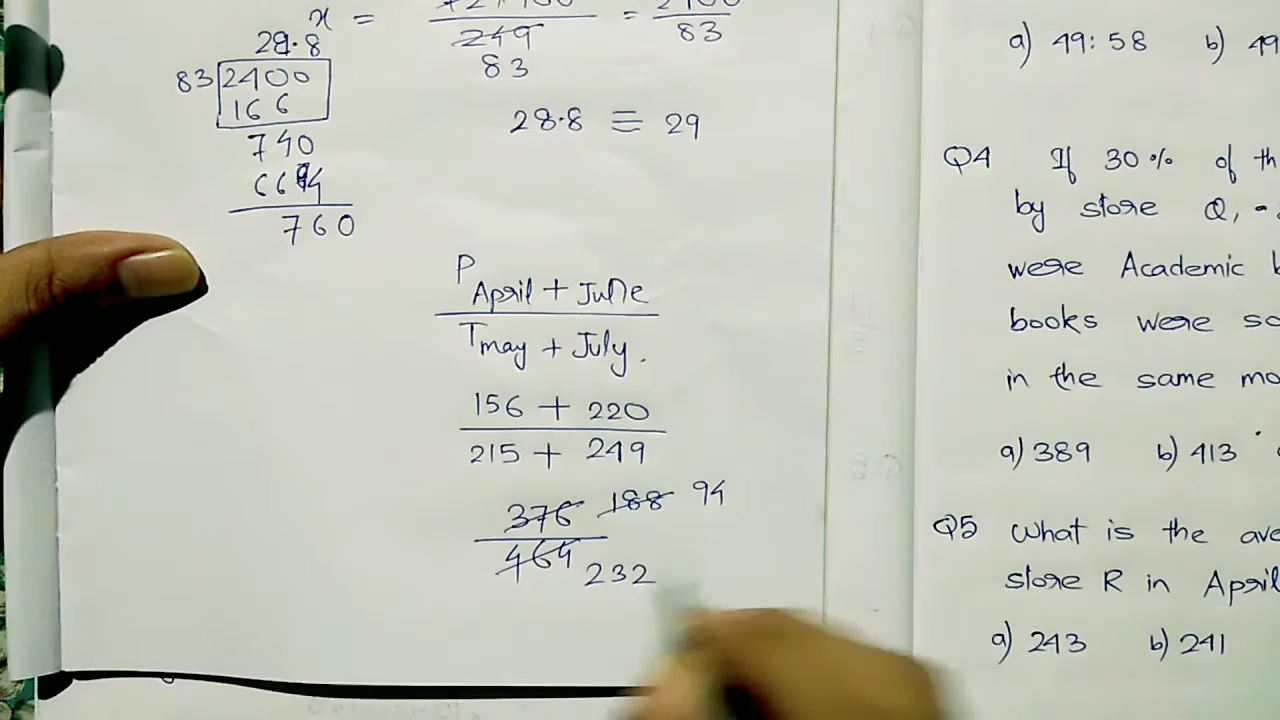 x =
249
83
= 83
28.8
83 2400
166
740
664
760
28.8 ≡ 29
P April + June
T may + July.
156 + 220
215 + 249
376 188 94
464 232
a) 49:58 b) 49
Q4 If 30% of th
by store Q,
were Academic b
books were so
in the same mo
a) 389 b) 413
Q5 What is the ave
store R in April
a) 243 b) 241